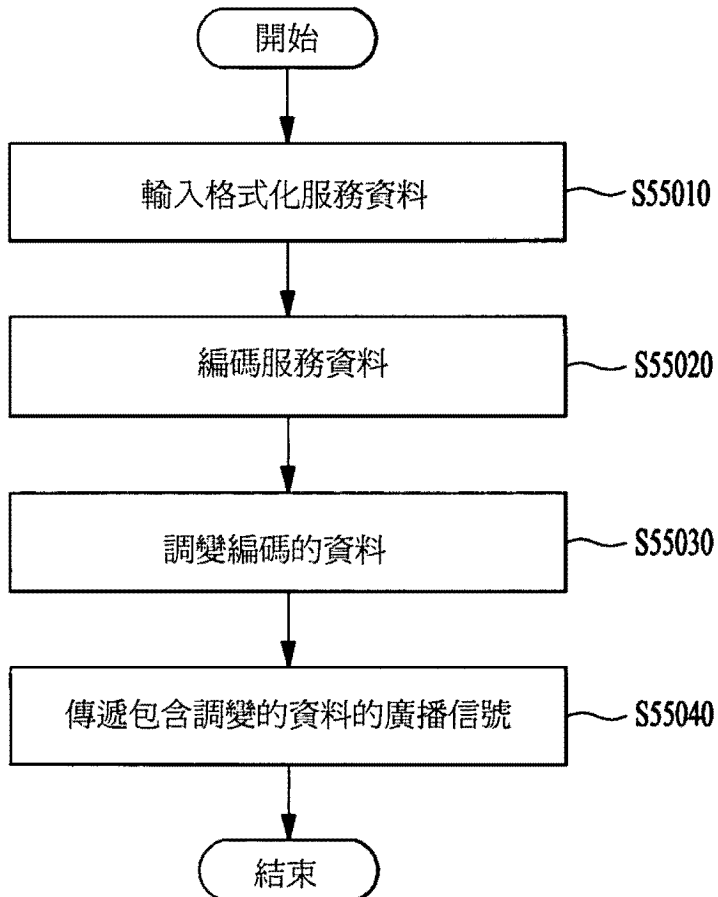 開始
輸入格式化服務資料
S55010
編碼服務資料
S55020
調變編碼的資料
S55030
傳遞包含調變的資料的廣播信號
S55040
結束